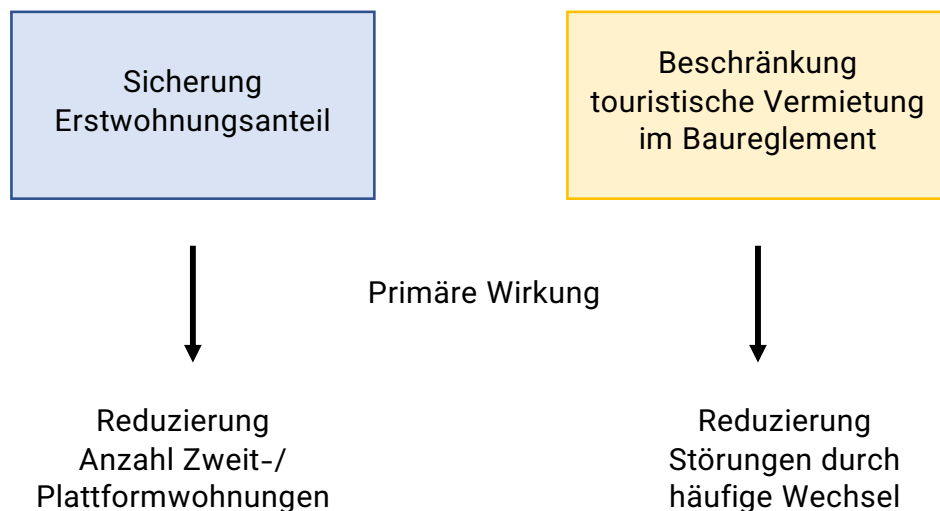 Sicherung
Erstwohnungsanteil
Beschränkung
touristische Vermietung
im Baureglement
Primäre Wirkung
Reduzierung
Anzahl Zweit-/
Plattformwohnungen
Reduzierung
Störungen durch
häufige Wechsel